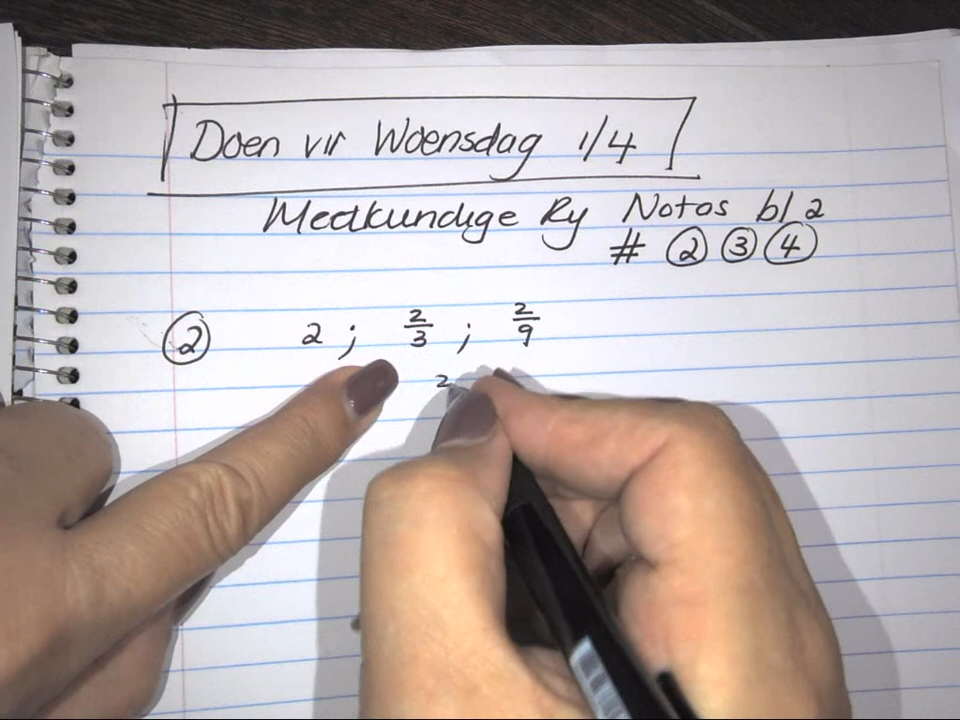 Doen vir Woensdag 1/4
Meetkundige Ry Notas bl 2
# ② ③ ④
② 2 ; 2/3 ; 2/9
2